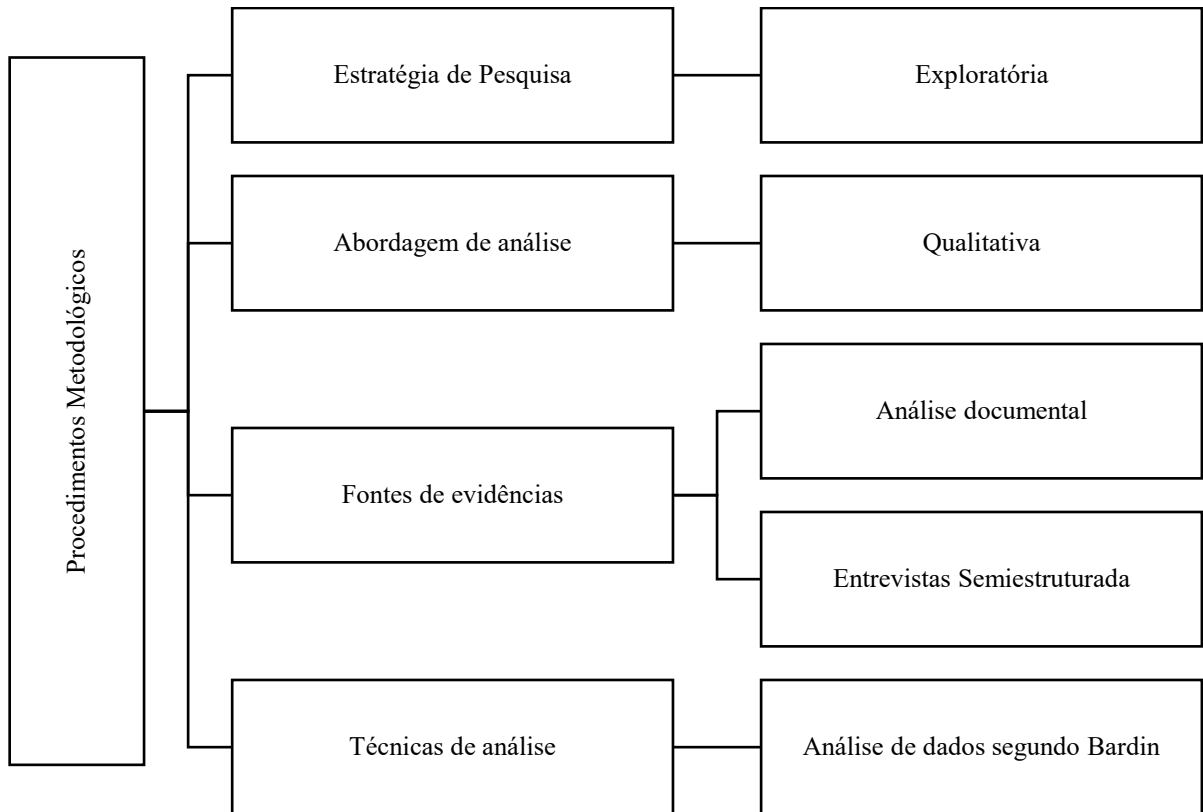 Procedimentos Metodológicos
Estratégia de Pesquisa
Exploratória
Abordagem de análise
Qualitativa
Fontes de evidências
Análise documental
Entrevistas Semiestruturada
Técnicas de análise
Análise de dados segundo Bardin